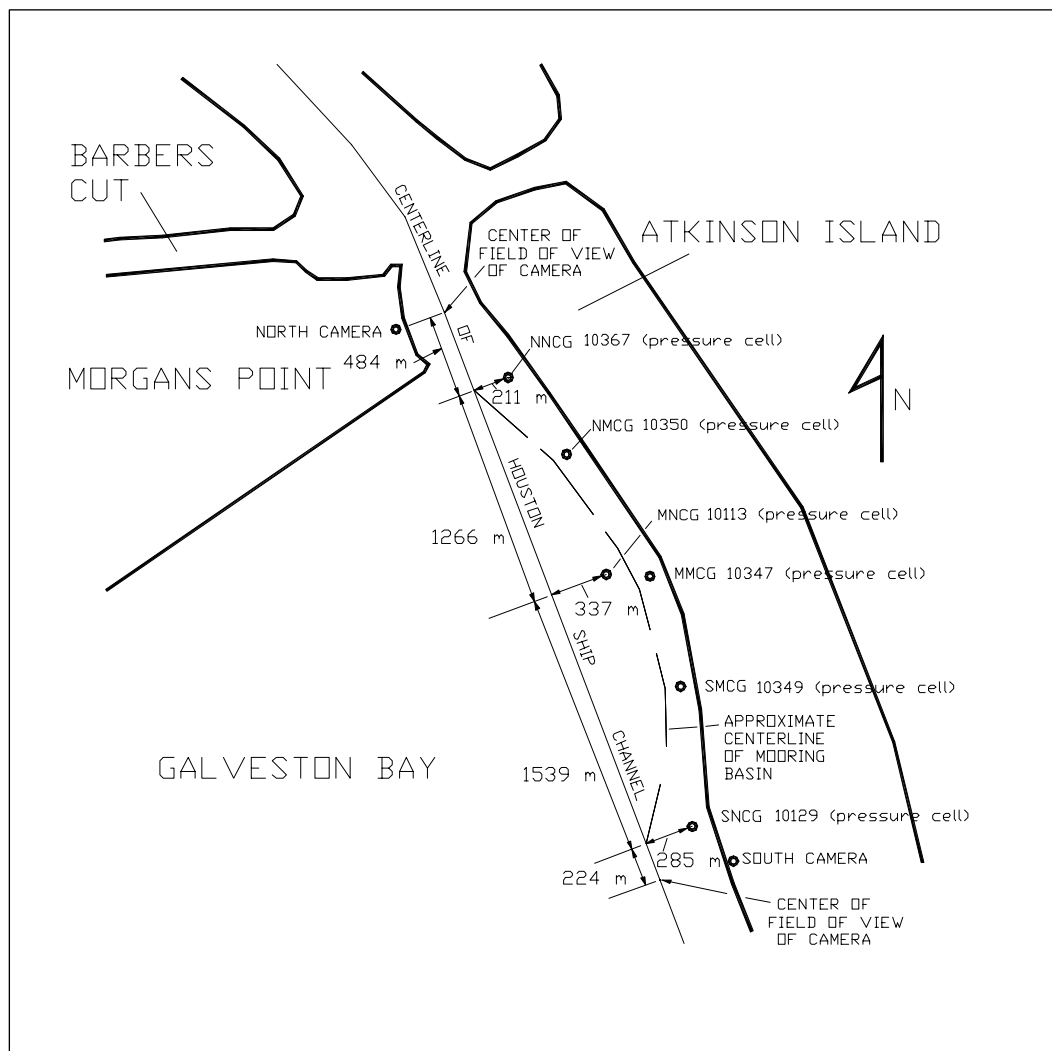 BARBERS
CUT
CENTERLINE
OF
HOUSTON
SHIP
CHANNEL
CENTER OF
FIELD OF VIEW
OF CAMERA
ATKINSON ISLAND
NORTH CAMERA
484 m
MORGANS POINT
NNCG 10367 (pressure cell)
211 m
N
NMCG 10350 (pressure cell)
MNCG 10113 (pressure cell)
1266 m
MMCG 10347 (pressure cell)
337 m
SMCG 10349 (pressure cell)
APPROXIMATE
CENTERLINE
OF MOORING
BASIN
GALVESTON BAY
1539 m
SNCG 10129 (pressure cell)
285 m
SOUTH CAMERA
224 m
CENTER OF
FIELD OF VIEW
OF CAMERA